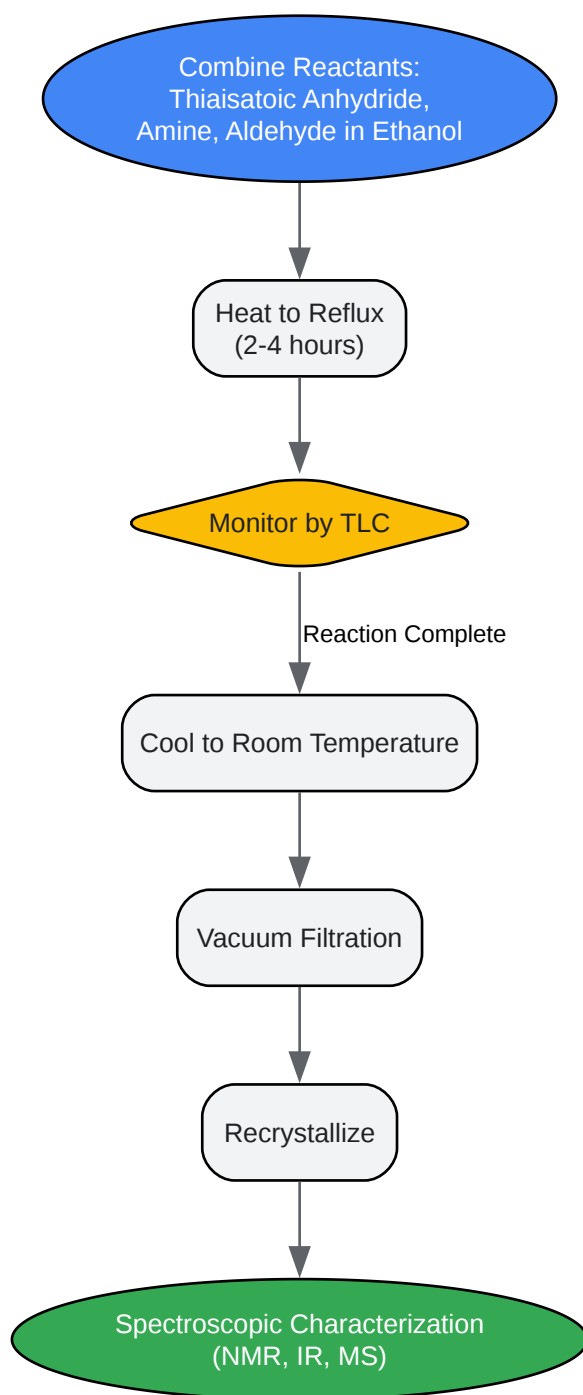 Combine Reactants:
Thiaisatoic Anhydride,
Amine, Aldehyde in Ethanol
Heat to Reflux
(2-4 hours)
Monitor by TLC
Reaction Complete
Cool to Room Temperature
Vacuum Filtration
Recrystallize
Spectroscopic Characterization
(NMR, IR, MS)